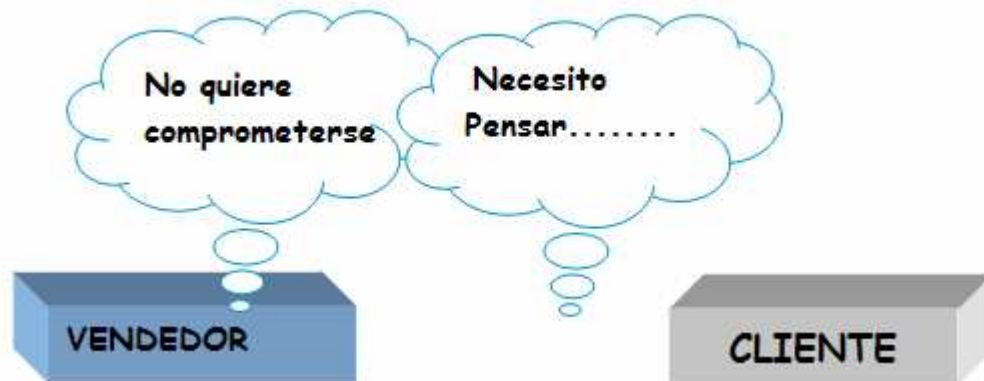 No quiere
comprometerse
Necesito
Pensar........
VENDEDOR
CLIENTE